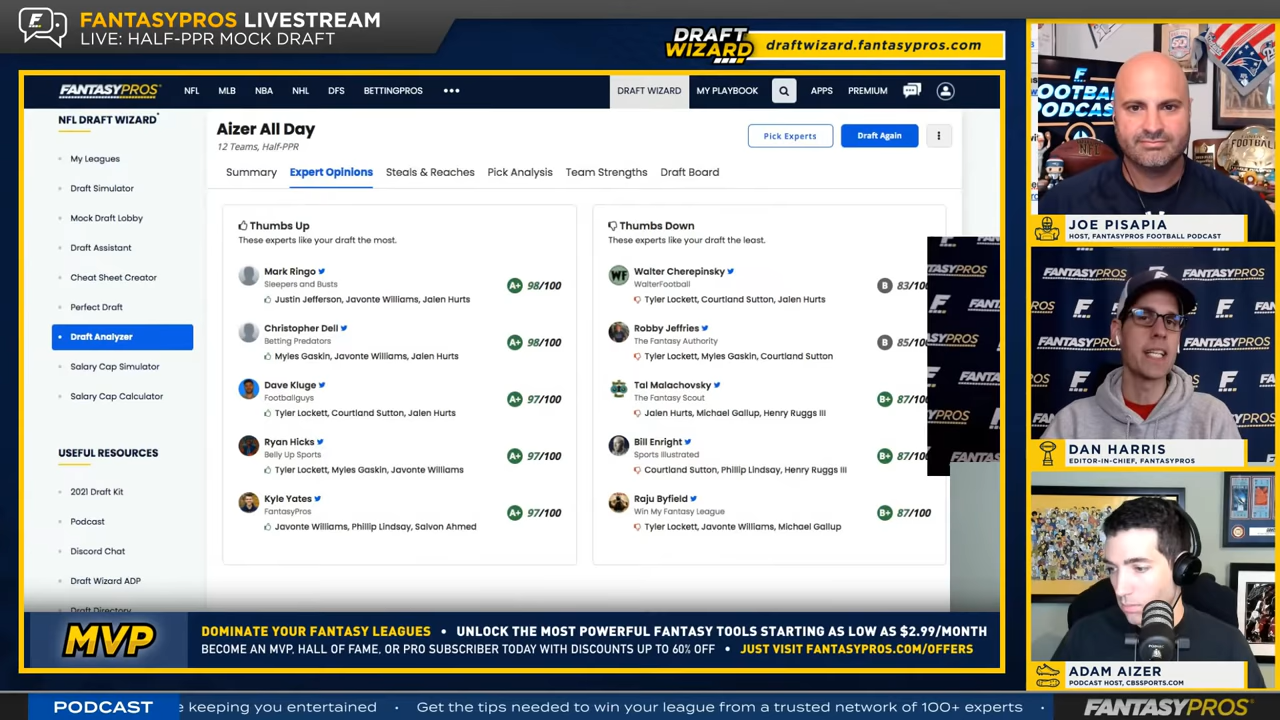 FANTASYPROS LIVESTREAM
LIVE: HALF-PPR MOCK DRAFT
DRAFT WIZARD
draftwizard.fantasypros.com
FANTASYPROS
NFL MLB NBA NHL DFS BETTINGPROS •••
DRAFT WIZARD MY PLAYBOOK APPS PREMIUM
NFL DRAFT WIZARD
My Leagues
Draft Simulator
Mock Draft Lobby
Draft Assistant
Cheat Sheet Creator
Perfect Draft
Draft Analyzer
Salary Cap Simulator
Salary Cap Calculator
USEFUL RESOURCES
2021 Draft Kit
Podcast
Discord Chat
Draft Wizard ADP
Draft Directory
Aizer All Day
12 Teams, Half-PPR
Pick Experts
Draft Again
Summary Expert Opinions Steals & Reaches Pick Analysis Team Strengths Draft Board
Thumbs Up
These experts like your draft the most.
Mark Ringo
Sleepers and Busts
Justin Jefferson, Javonte Williams, Jalen Hurts
A+ 98/100
Christopher Dell
Betting Predators
Myles Gaskin, Javonte Williams, Jalen Hurts
A+ 98/100
Dave Kluge
Footballguys
Tyler Lockett, Courtland Sutton, Jalen Hurts
A+ 97/100
Ryan Hicks
Belly Up Sports
Tyler Lockett, Myles Gaskin, Javonte Williams
A+ 97/100
Kyle Yates
FantasyPros
Javonte Williams, Phillip Lindsay, Salvon Ahmed
A+ 97/100
Thumbs Down
These experts like your draft the least.
WF
Walter Cherepinsky
WalterFootball
Tyler Lockett, Courtland Sutton, Jalen Hurts
B 83/100
Robby Jeffries
The Fantasy Authority
Tyler Lockett, Myles Gaskin, Courtland Sutton
B 85/100
Tal Malachovsky
The Fantasy Scout
Jalen Hurts, Michael Gallup, Henry Ruggs III
B+ 87/100
Bill Enright
Sports Illustrated
Courtland Sutton, Phillip Lindsay, Henry Ruggs III
B+ 87/100
Raju Byfield
Win My Fantasy League
Tyler Lockett, Javonte Williams, Michael Gallup
B+ 87/100
FOOTBALL
PODCAST
JOE PISAPIA
HOST, FANTASYPROS FOOTBALL PODCAST
FANTASYPROS
DAN HARRIS
EDITOR-IN-CHIEF, FANTASYPROS
ADAM AIZER
PODCAST HOST, CBSSPORTS.COM
MVP
DOMINATE YOUR FANTASY LEAGUES • UNLOCK THE MOST POWERFUL FANTASY TOOLS STARTING AS LOW AS $2.99/MONTH
BECOME AN MVP, HALL OF FAME, OR PRO SUBSCRIBER TODAY WITH DISCOUNTS UP TO 60% OFF • JUST VISIT FANTASYPROS.COM/OFFERS
PODCAST
e keeping you entertained • Get the tips needed to win your league from a trusted network of 100+ experts •
FANTASYPROS